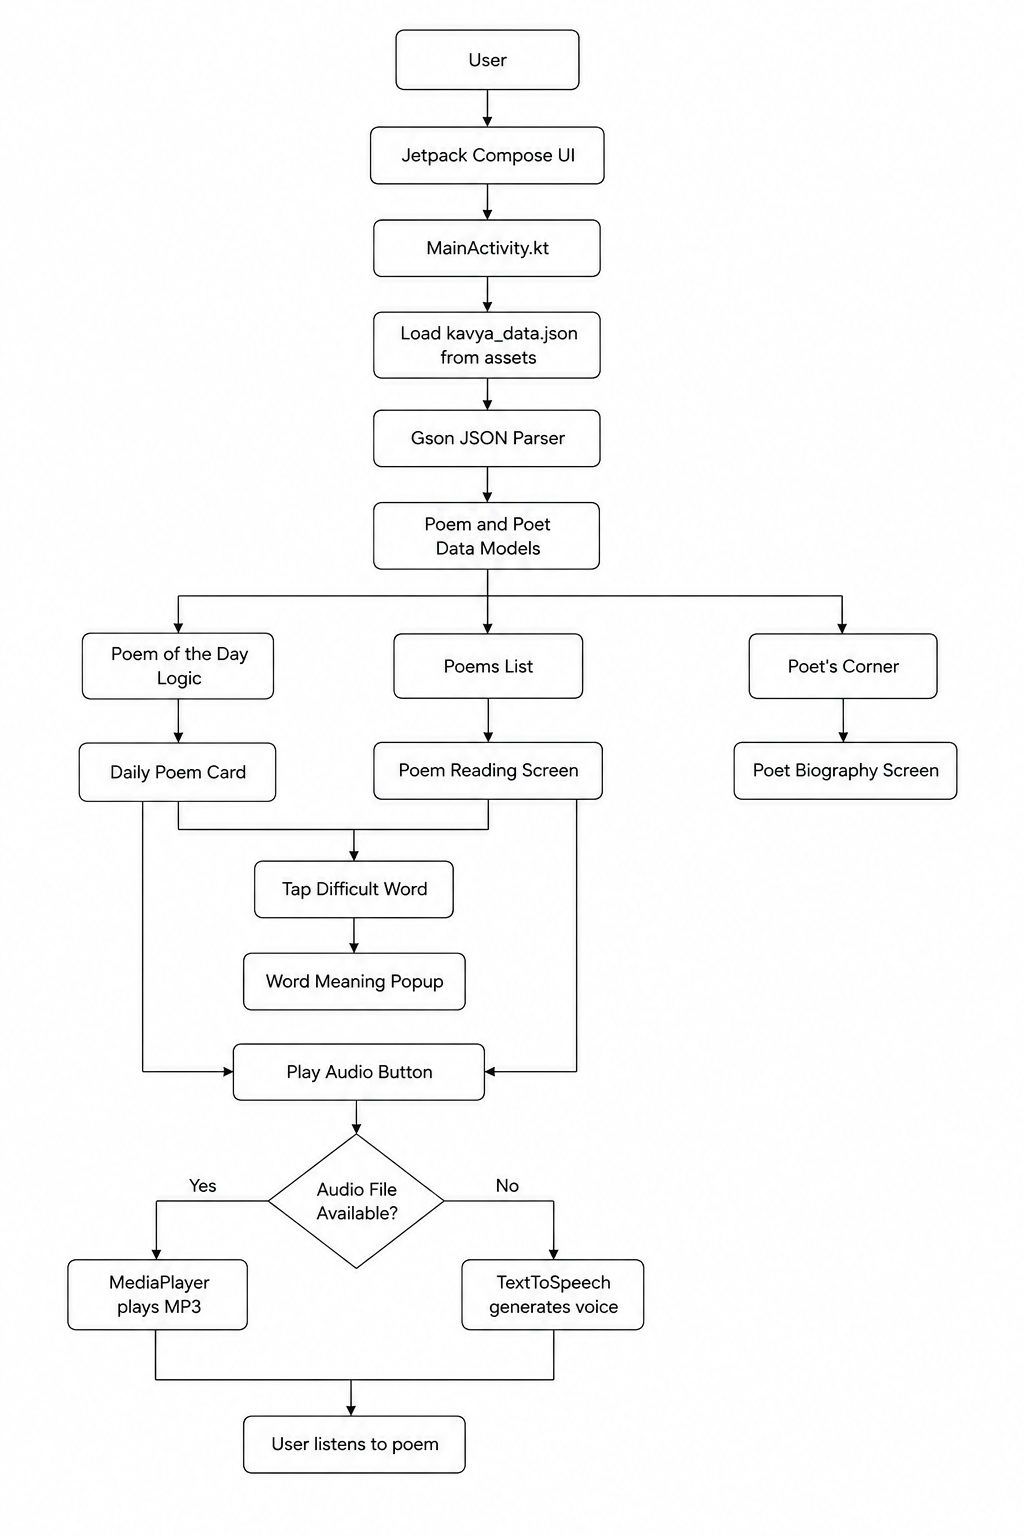 User
Jetpack Compose UI
MainActivity.kt
Load kavya_data.json
from assets
Gson JSON Parser
Poem and Poet
Data Models
Poem of the Day
Logic
Poems List
Poet's Corner
Daily Poem Card
Poem Reading Screen
Poet Biography Screen
Tap Difficult Word
Word Meaning Popup
Play Audio Button
Audio File
Available?
Yes
No
MediaPlayer
plays MP3
TextToSpeech
generates voice
User listens to poem